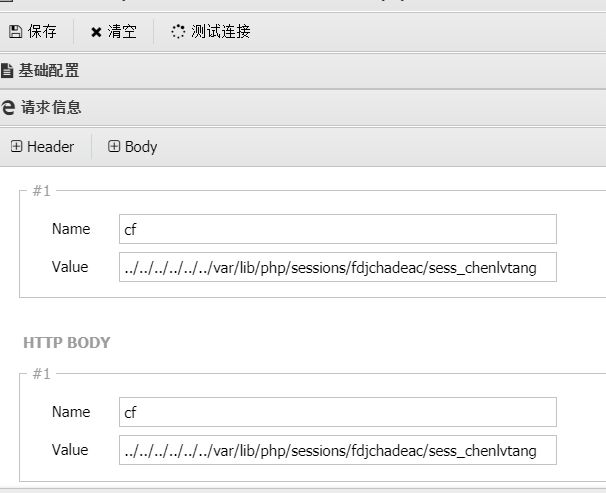 保存 清空 测试连接
基础配置
请求信息
Header Body
#1
Name cf
Value ../../../../../../var/lib/php/sessions/fdjchadeac/sess_chenlvtang
HTTP BODY
#1
Name cf
Value ../../../../../../var/lib/php/sessions/fdjchadeac/sess_chenlvtang